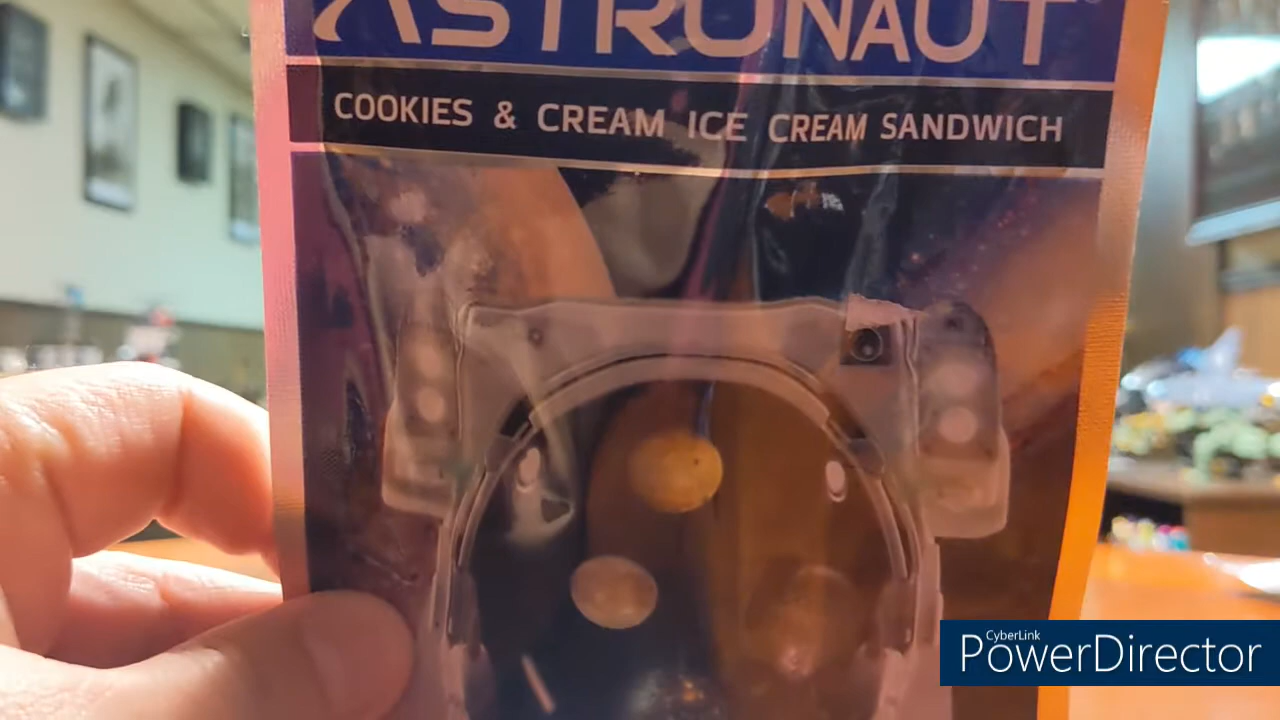 ASTRONAUT
COOKIES & CREAM ICE CREAM SANDWICH
CyberLink
PowerDirector